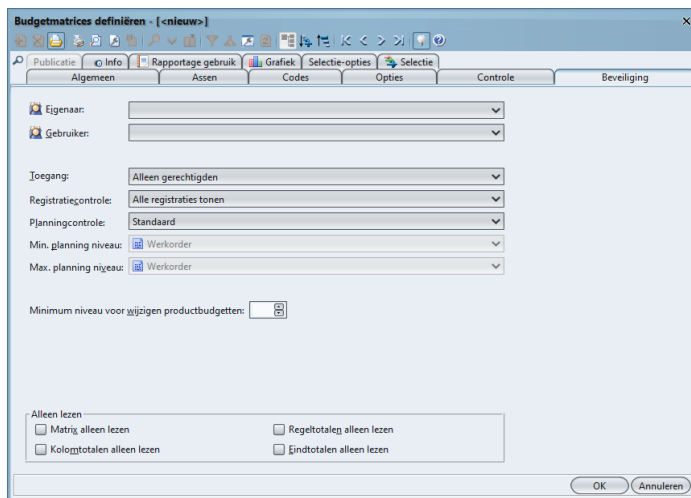 Budgetmatrices definiëren - [<nieuw>]
Publicatie Info Rapportage gebruik Grafiek Selectie-opties Selectie
Algemeen Assen Codes Opties Controle Beveiliging
Eigenaar:
Gebruiker:
Toegang: Alleen gerechtigden
Registratiecontrole: Alle registraties tonen
Planningcontrole: Standaard
Min. planning niveau: Werkorder
Max. planning niveau: Werkorder
Minimum niveau voor wijzigen productbudgetten:
Alleen lezen
Matrix alleen lezen Regeltotalen alleen lezen
Kolomtotalen alleen lezen Eindtotalen alleen lezen
OK Annuleren